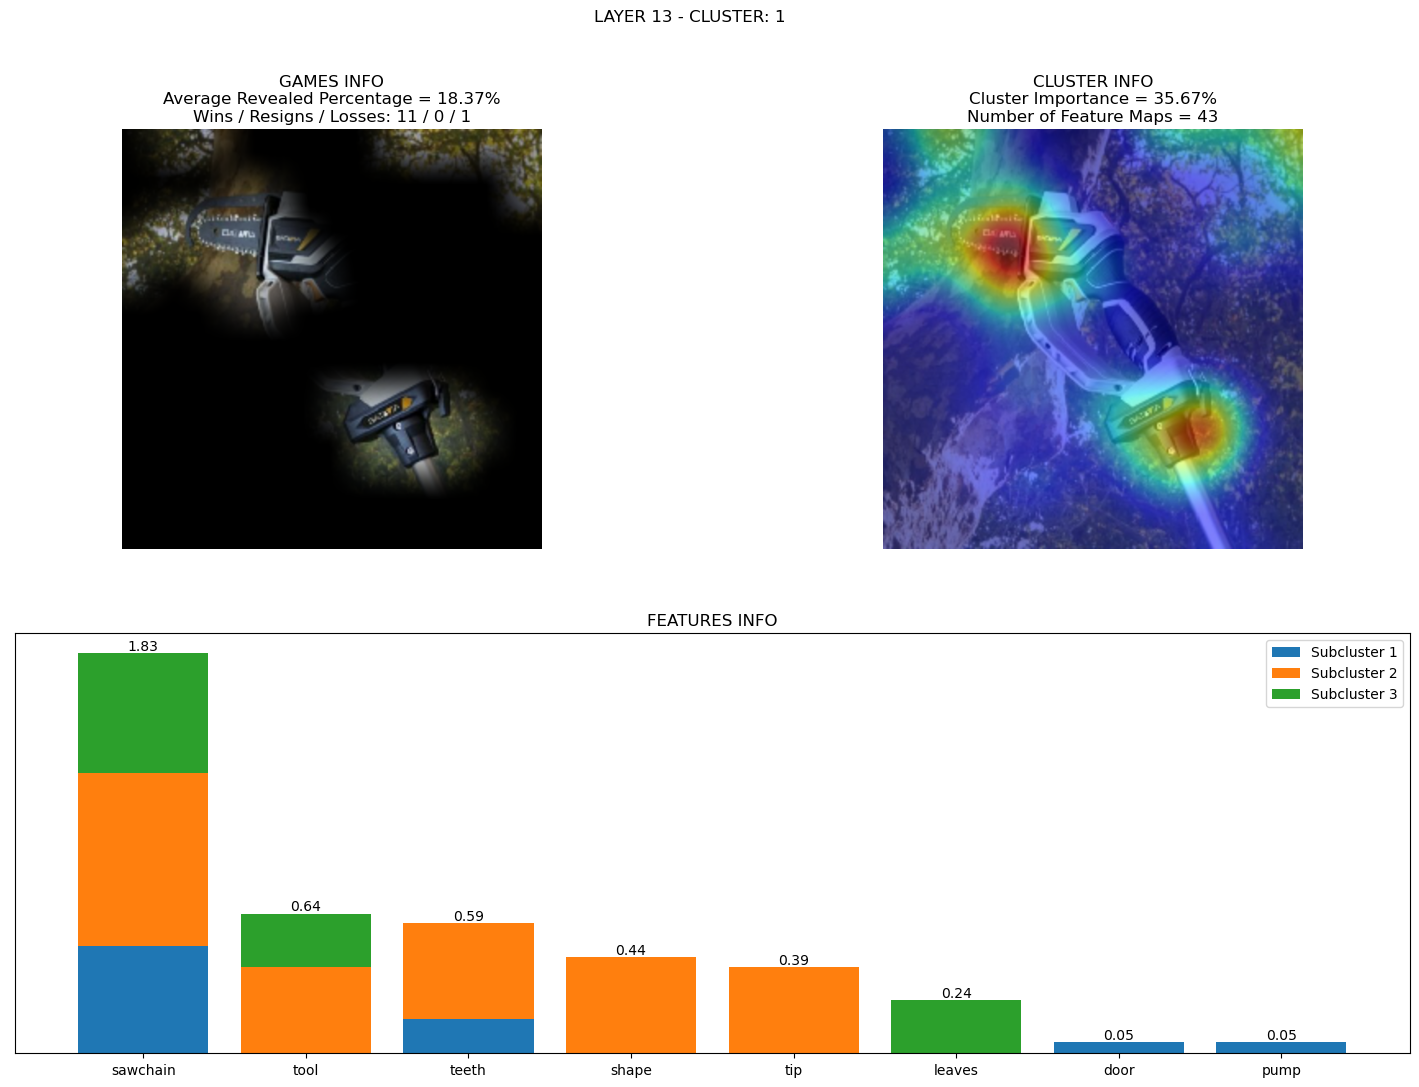 LAYER 13 - CLUSTER: 1
GAMES INFO
Average Revealed Percentage = 18.37%
Wins / Resigns / Losses: 11 / 0 / 1
CLUSTER INFO
Cluster Importance = 35.67%
Number of Feature Maps = 43
FEATURES INFO
1.83
0.64
0.59
0.44
0.39
0.24
0.05
0.05
Subcluster 1
Subcluster 2
Subcluster 3
sawchain
tool
teeth
shape
tip
leaves
door
pump